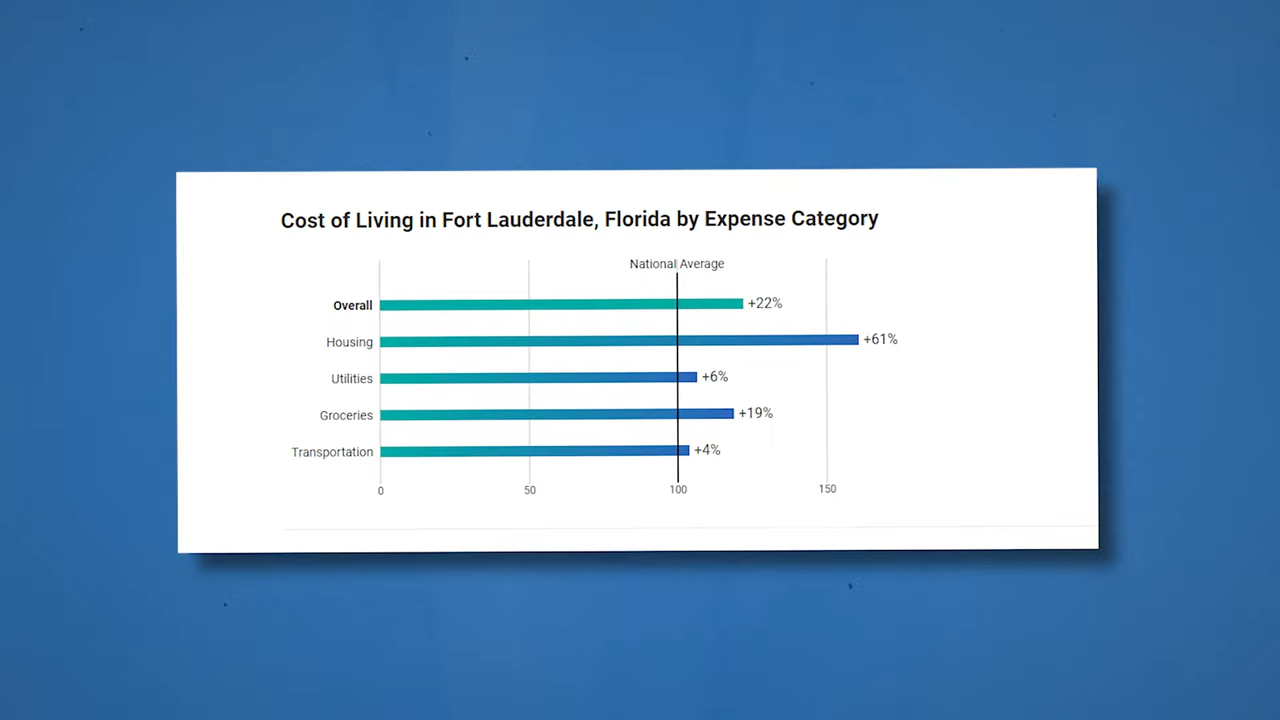 Cost of Living in Fort Lauderdale, Florida by Expense Category
National Average
Overall +22%
Housing +61%
Utilities +6%
Groceries +19%
Transportation +4%
0 50 100 150